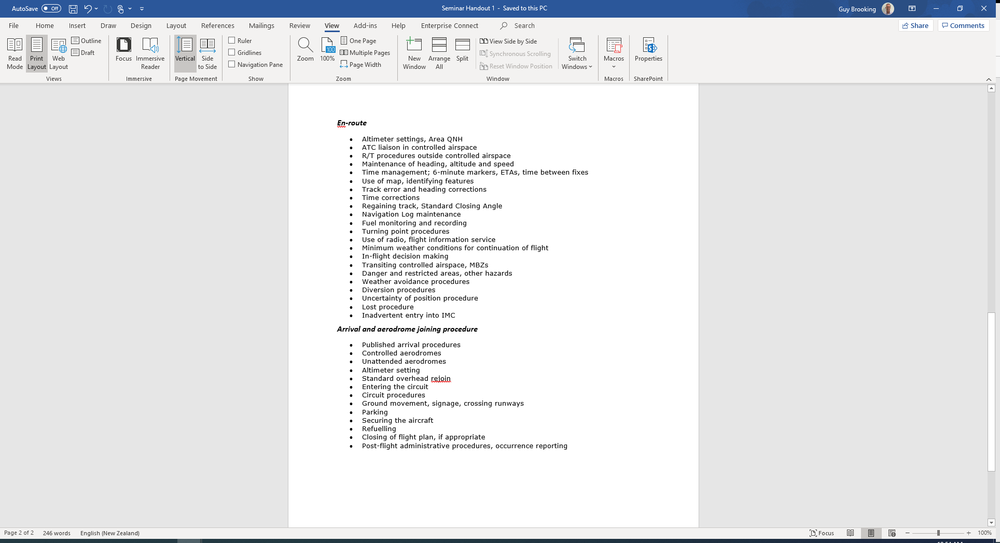 AutoSave Off
Seminar Handout 1 - Saved to this PC
Guy Brooking
File Home Insert Draw Design Layout References Mailings Review View Add-ins Help Enterprise Connect Search
Share Comments
Read Mode
Print Layout
Web Layout
Outline
Draft
Views
Focus
Immersive Reader
Immersive
Vertical
Side to Side
Page Movement
Ruler
Gridlines
Navigation Pane
Show
Zoom
100
100%
One Page
Multiple Pages
Page Width
Zoom
New Window
Arrange All
Split
View Side by Side
Synchronous Scrolling
Reset Window Position
Switch Windows
Window
Macros
Macros
Properties
SharePoint
En-route
• Altimeter settings, Area QNH
• ATC liaison in controlled airspace
• R/T procedures outside controlled airspace
• Maintenance of heading, altitude and speed
• Time management; 6-minute markers, ETAs, time between fixes
• Use of map, identifying features
• Track error and heading corrections
• Time corrections
• Regaining track, Standard Closing Angle
• Navigation Log maintenance
• Fuel monitoring and recording
• Turning point procedures
• Use of radio, flight information service
• Minimum weather conditions for continuation of flight
• In-flight decision making
• Transiting controlled airspace, MBZs
• Danger and restricted areas, other hazards
• Weather avoidance procedures
• Diversion procedures
• Uncertainty of position procedure
• Lost procedure
• Inadvertent entry into IMC
Arrival and aerodrome joining procedure
• Published arrival procedures
• Controlled aerodromes
• Unattended aerodromes
• Altimeter setting
• Standard overhead rejoin
• Entering the circuit
• Circuit procedures
• Ground movement, signage, crossing runways
• Parking
• Securing the aircraft
• Refuelling
• Closing of flight plan, if appropriate
• Post-flight administrative procedures, occurrence reporting
Page 2 of 2 246 words English (New Zealand)
Focus
100%